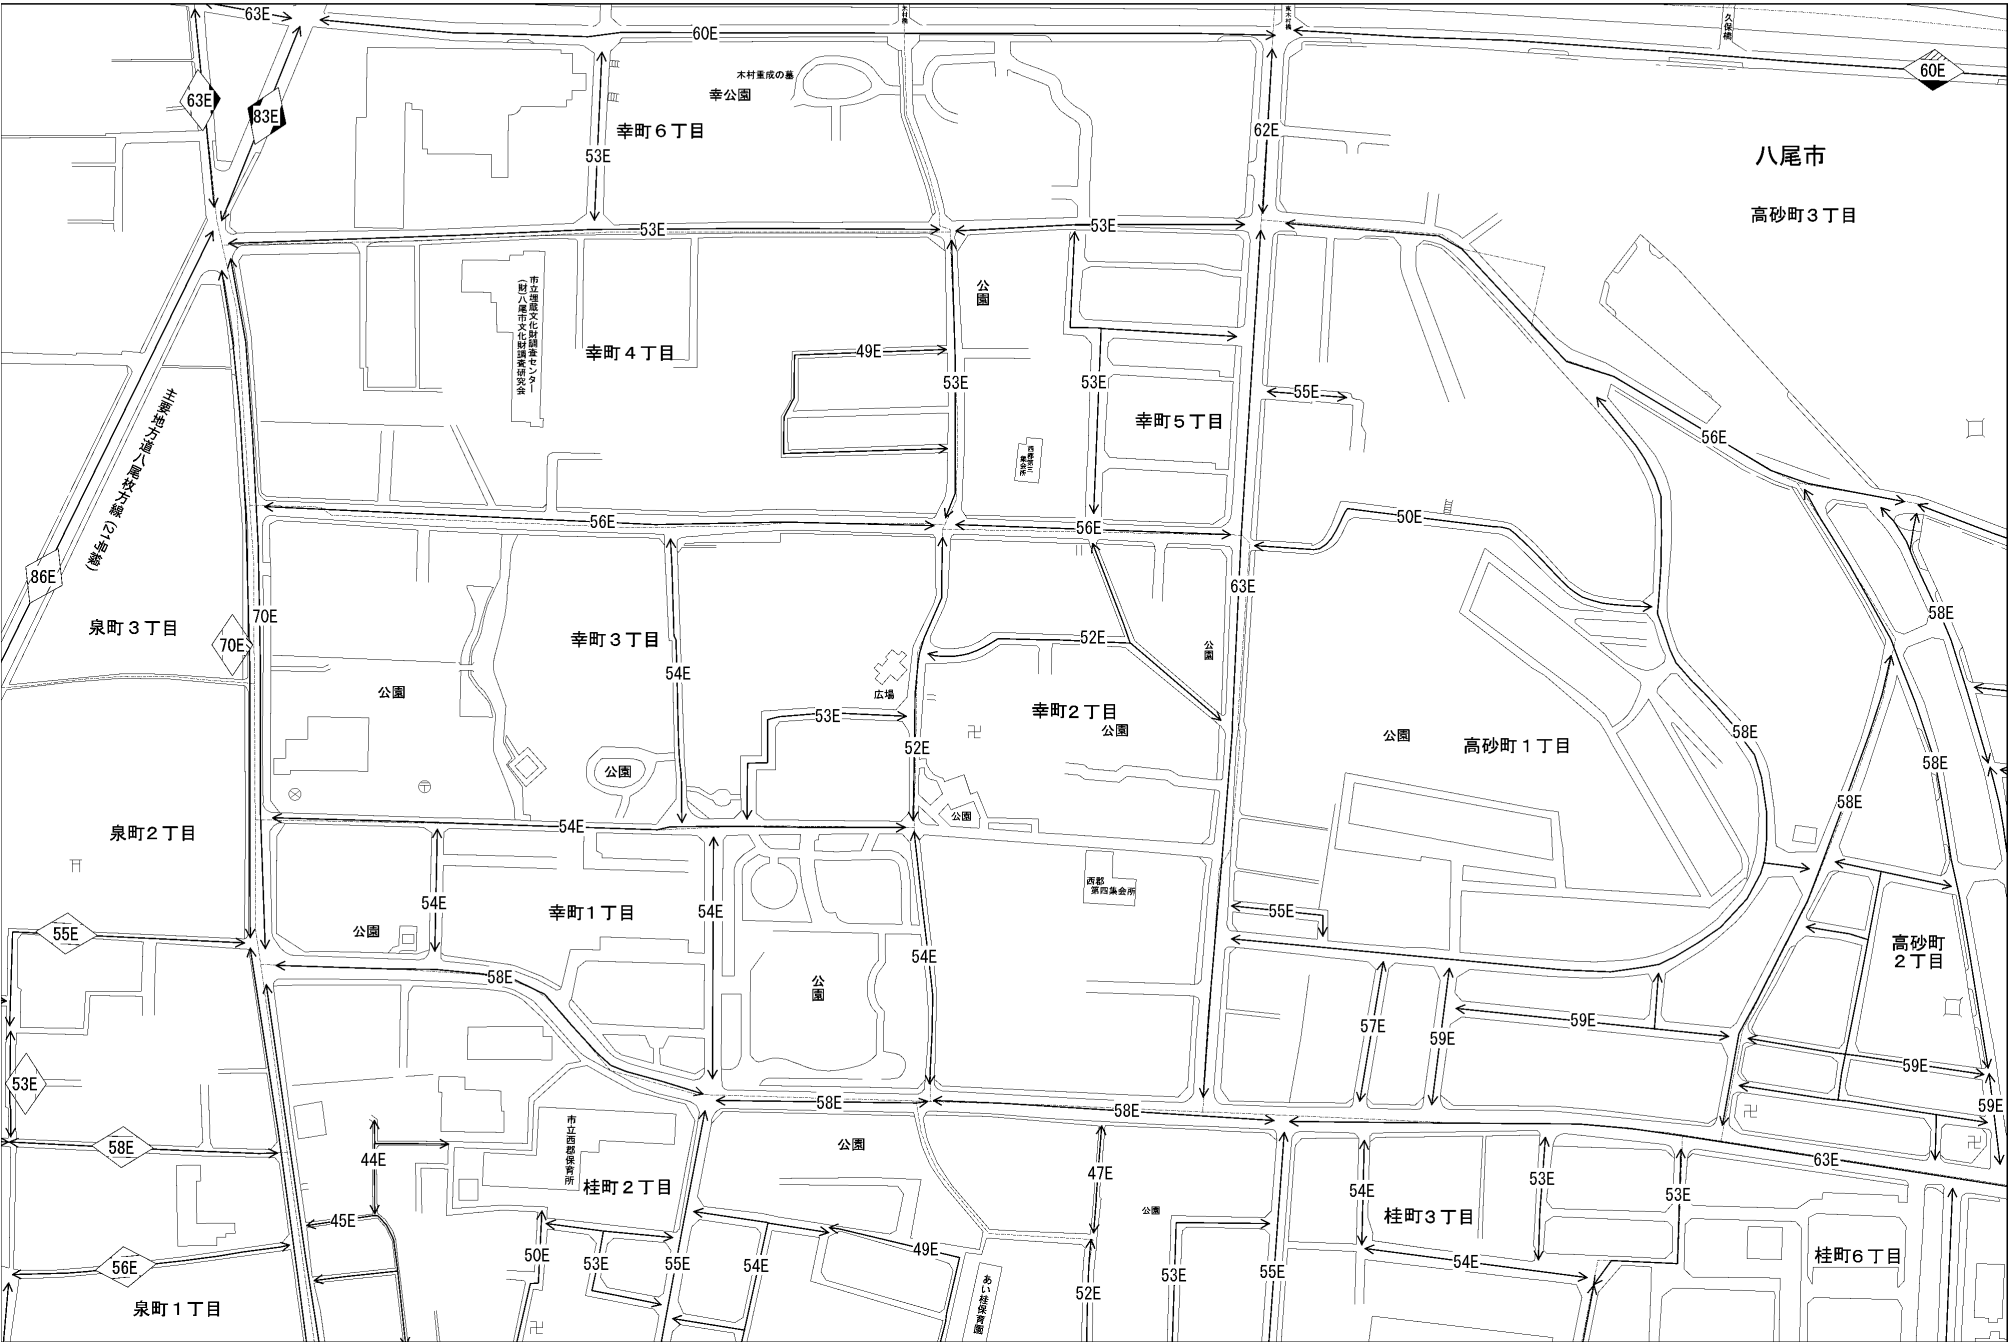 63E
60E
木村重成の墓
幸公園
久保橋
60E
63E
83E
幸町6丁目
53E
62E
八尾市
高砂町3丁目
53E
53E
公園
市立埋蔵文化財調査センター
(財)八尾市文化財調査研究会
幸町4丁目
49E
53E
53E
55E
幸町5丁目
56E
主要地方道八尾枚方線(21号線)
西郡第三
集会所
56E
56E
50E
86E
70E
63E
58E
泉町3丁目
70E
幸町3丁目
52E
公園
54E
広場
公園
53E
52E
幸町2丁目
公園
公園
高砂町1丁目
58E
58E
公園
58E
公園
54E
泉町2丁目
西郡
第四集会所
54E
幸町1丁目
54E
55E
公園
55E
54E
高砂町
2丁目
58E
公園
57E
59E
59E
59E
53E
58E
58E
59E
58E
44E
市立西郡保育所
公園
63E
桂町2丁目
47E
54E
53E
53E
45E
公園
桂町3丁目
56E
50E
53E
55E
54E
49E
53E
55E
54E
桂町6丁目
泉町1丁目
あい桂保育園
52E